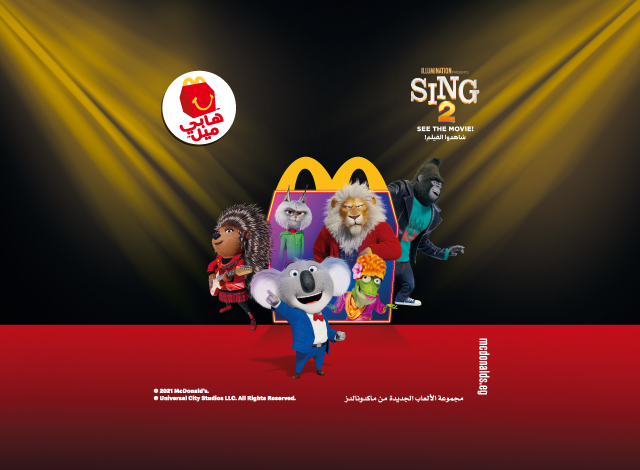 هابي
ميل
ILLUMINATION PRESENTS
SING
2
SEE THE MOVIE!
شاهدوا الفيلم!
mcdonalds.eg
© 2021 McDonald's.
© Universal City Studios LLC. All Rights Reserved.
مجموعة الألعاب الجديدة من ماكدونالدز